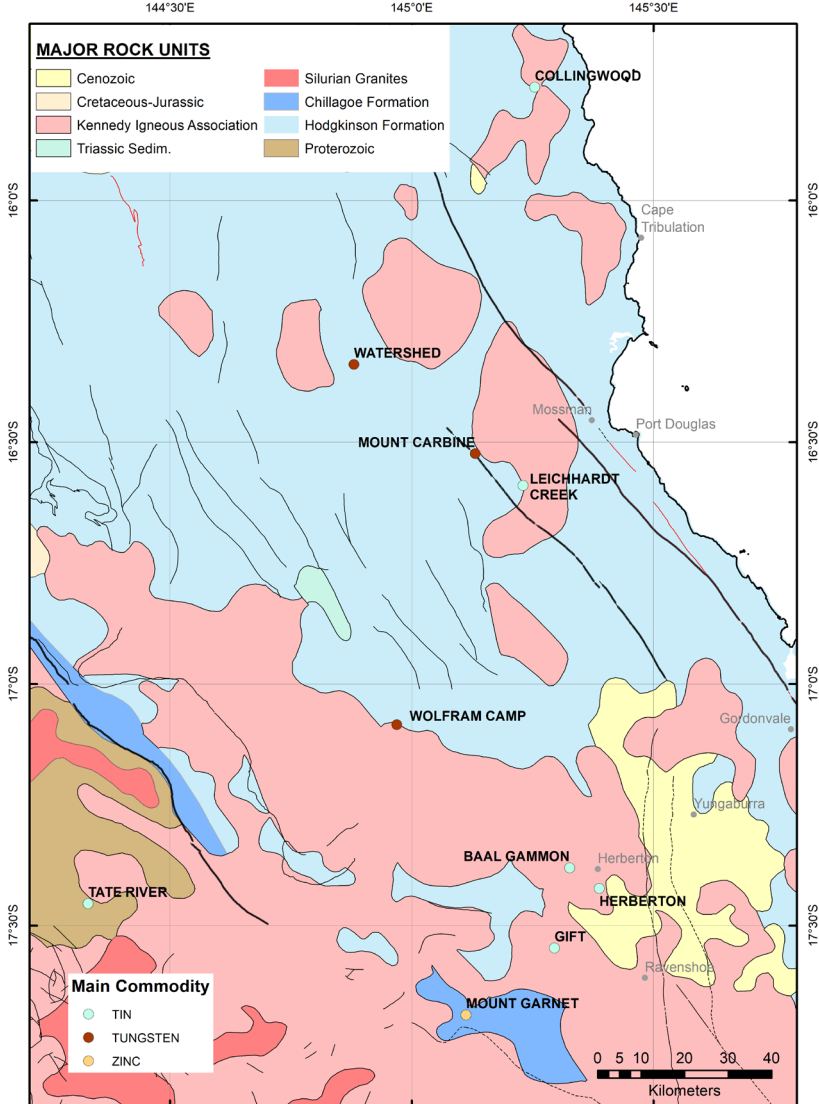 144°30'E
145°0'E
145°30'E
MAJOR ROCK UNITS
Cenozoic
Silurian Granites
Cretaceous-Jurassic
Chillagoe Formation
Kennedy Igneous Association
Hodgkinson Formation
Triassic Sedim.
Proterozoic
COLLINGWOOD
16°0'S
16°0'S
Cape
Tribulation
WATERSHED
Mossman
Port Douglas
16°30'S
16°30'S
MOUNT CARBINE
LEICHHARDT
CREEK
17°0'S
17°0'S
WOLFRAM CAMP
Gordonvale
Yungaburra
BAAL GAMMON
Herberton
TATE RIVER
HERBERTON
17°30'S
17°30'S
GIFT
Ravenshoe
Main Commodity
TIN
TUNGSTEN
ZINC
MOUNT GARNET
0 5 10 20 30 40
Kilometers